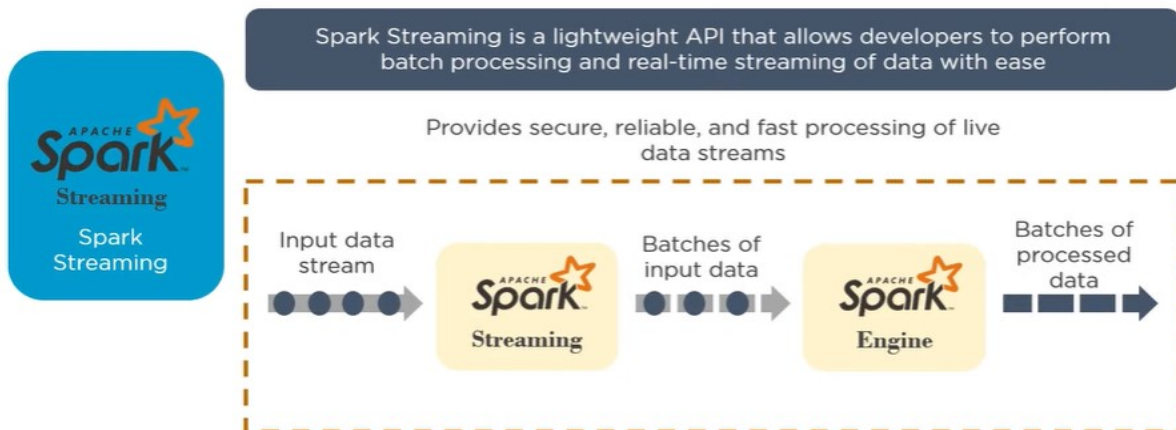 Spark Streaming is a lightweight API that allows developers to perform
batch processing and real-time streaming of data with ease
APACHE
Spark
Streaming
Spark
Streaming
Provides secure, reliable, and fast processing of live
data streams
Input data
stream
APACHE
Spark
Streaming
Batches of
input data
APACHE
Spark
Engine
Batches of
processed
data